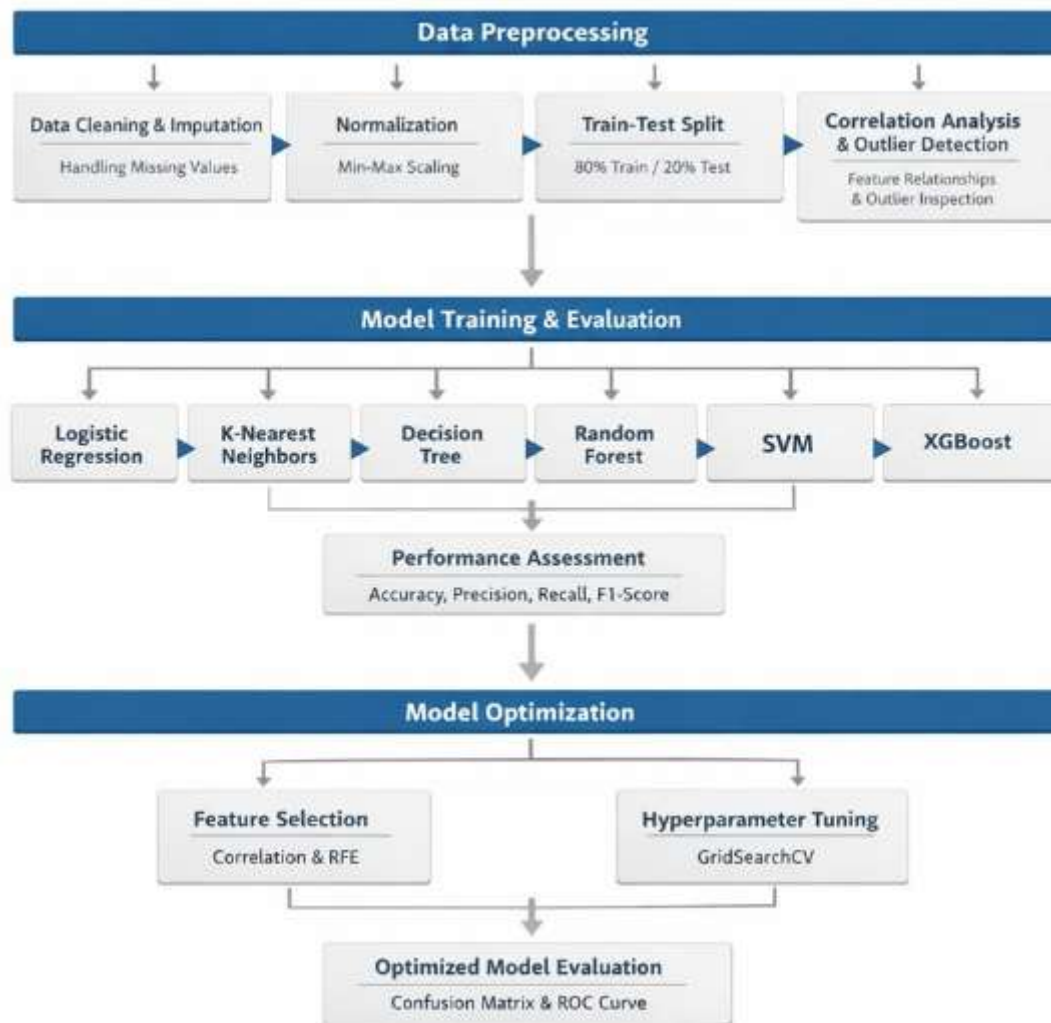 Data Preprocessing
Data Cleaning & Imputation
Handling Missing Values
Normalization
Min-Max Scaling
Train-Test Split
80% Train / 20% Test
Correlation Analysis
& Outlier Detection
Feature Relationships
& Outlier Inspection
Model Training & Evaluation
Logistic
Regression
K-Nearest
Neighbors
Decision
Tree
Random
Forest
SVM
XGBoost
Performance Assessment
Accuracy, Precision, Recall, F1-Score
Model Optimization
Feature Selection
Correlation & RFE
Hyperparameter Tuning
GridSearchCV
Optimized Model Evaluation
Confusion Matrix & ROC Curve